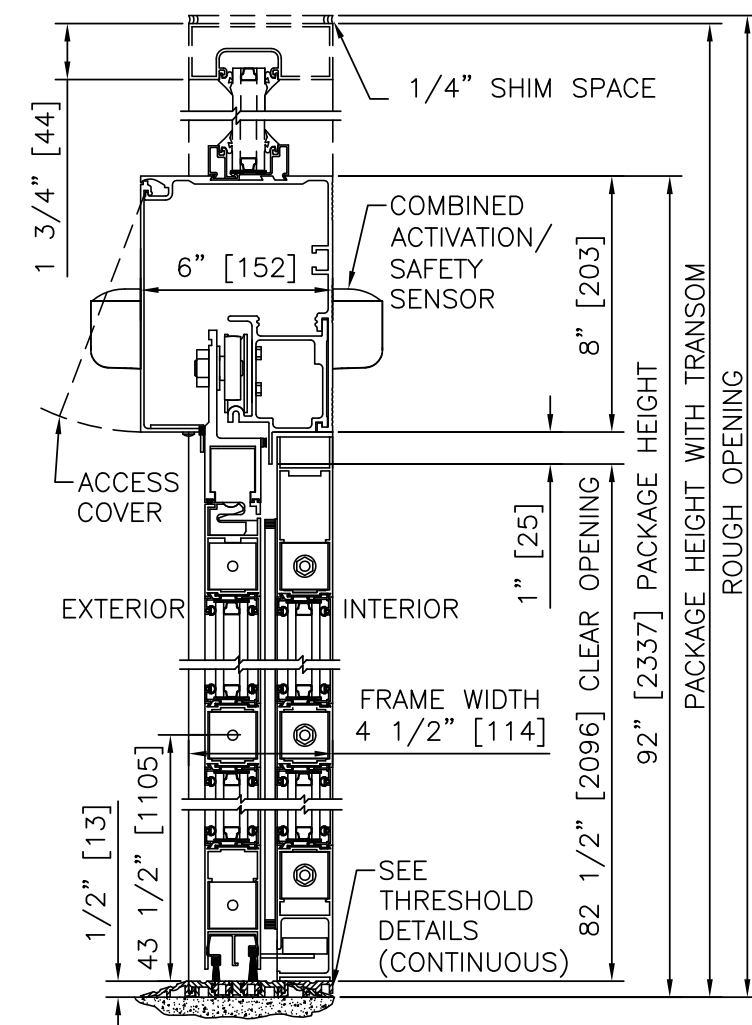 1/4” SHIM SPACE
1 3/4” [44]
COMBINED
ACTIVATION/
SAFETY
SENSOR
6” [152]
8” [203]
ACCESS
COVER
1” [25]
82 1/2” [2096] CLEAR OPENING
92” [2337] PACKAGE HEIGHT
PACKAGE HEIGHT WITH TRANSOM
ROUGH OPENING
EXTERIOR
INTERIOR
FRAME WIDTH
4 1/2” [114]
1/2” [13]
43 1/2” [1105]
SEE
THRESHOLD
DETAILS
(CONTINUOUS)